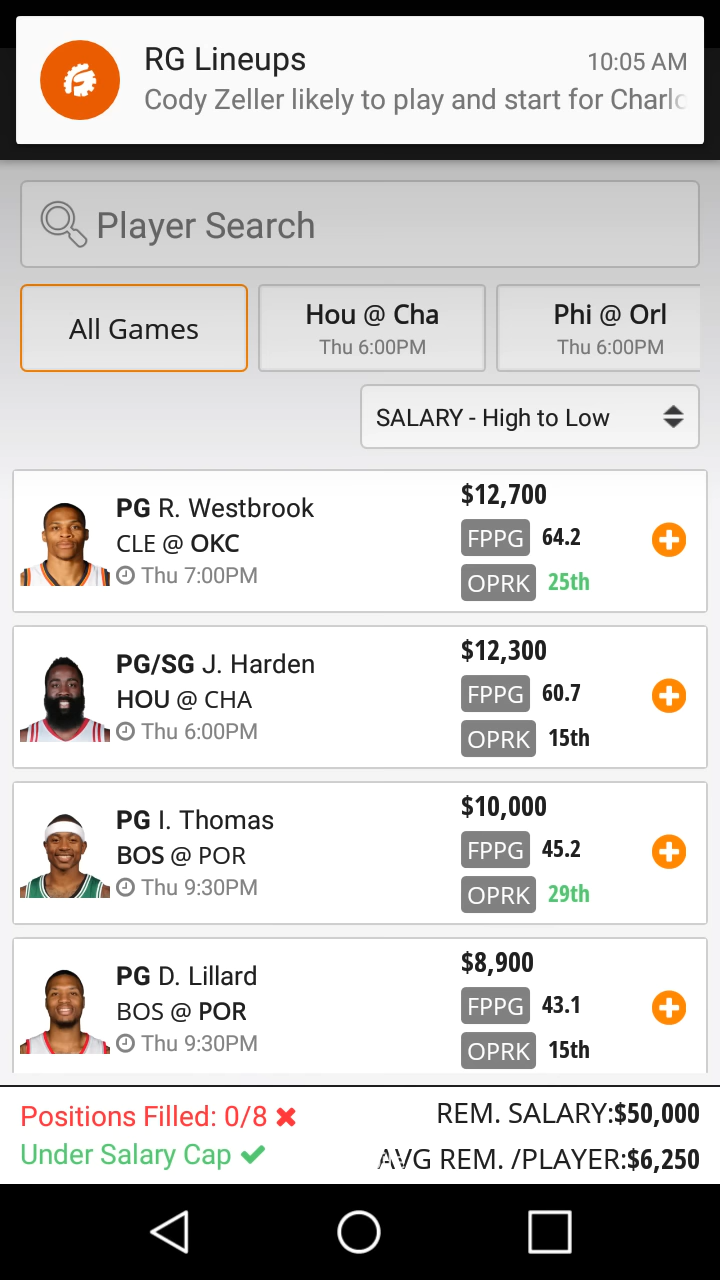 RG Lineups
10:05 AM
Cody Zeller likely to play and start for Charlo
Player Search
All Games
Hou @ Cha
Thu 6:00PM
Phi @ Orl
Thu 6:00PM
SALARY - High to Low
PG R. Westbrook
CLE @ OKC
Thu 7:00PM
$12,700
FPPG 64.2
OPRK 25th
PG/SG J. Harden
HOU @ CHA
Thu 6:00PM
$12,300
FPPG 60.7
OPRK 15th
PG I. Thomas
BOS @ POR
Thu 9:30PM
$10,000
FPPG 45.2
OPRK 29th
PG D. Lillard
BOS @ POR
Thu 9:30PM
$8,900
FPPG 43.1
OPRK 15th
Positions Filled: 0/8
Under Salary Cap
REM. SALARY:$50,000
AVG REM. /PLAYER:$6,250